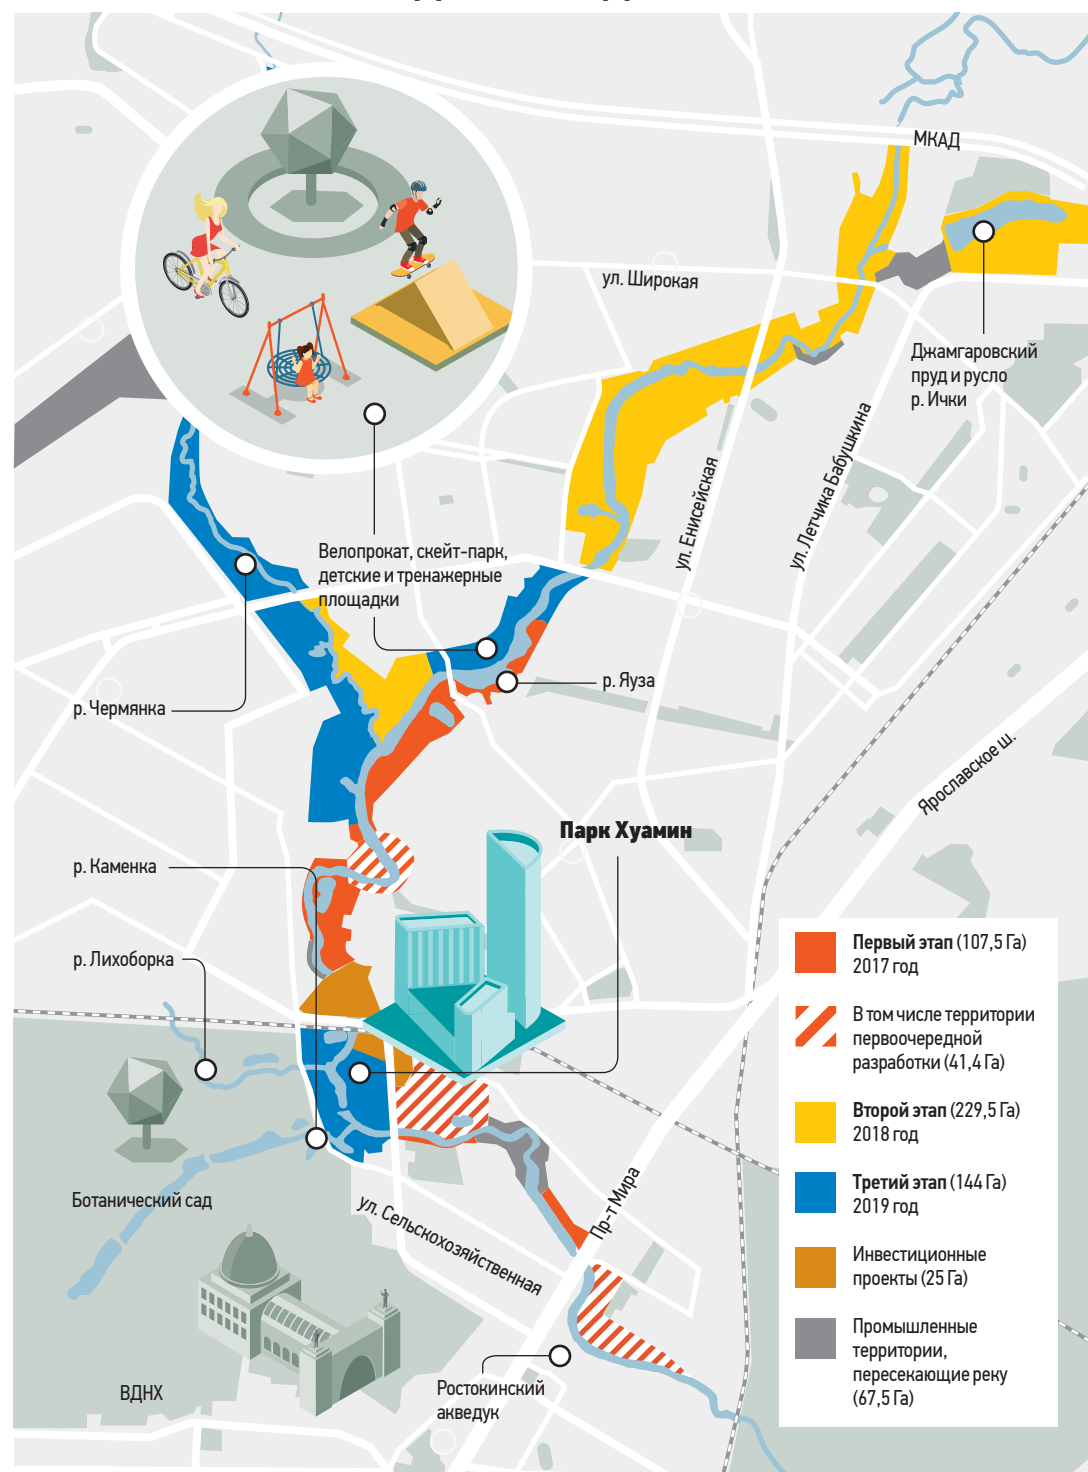 МКАД
ул. Широкая
Джамгаровский
пруд и русло
р. Ички
ул. Енисейская
ул. Летчика Бабушкина
Велопрокат, скейт-парк,
детские и тренажерные
площадки
р. Яуза
р. Чермянка
Ярославское ш.
Парк Хуамин
р. Каменка
р. Лихоборка
Первый этап (107,5 Га)
2017 год
В том числе территории
первоочередной
разработки (41,4 Га)
Второй этап (229,5 Га)
2018 год
Третий этап (144 Га)
2019 год
Инвестиционные
проекты (25 Га)
Промышленные
территории,
пересекающие реку
(67,5 Га)
Ботанический сад
ул. Сельскохозяйственная
Пр-т Мира
ВДНХ
Ростокинский
акведук